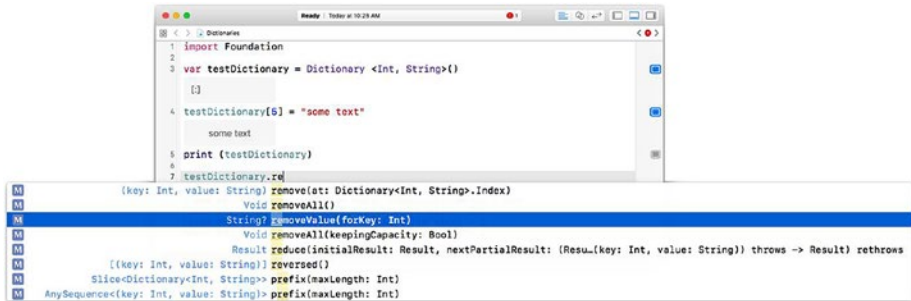 Ready | Today at 10:29 AM
Dictionaries
1 import Foundation
2
3 var testDictionary = Dictionary <Int, String>()
[:]
4 testDictionary[5] = "some text"
some text
5 print (testDictionary)
6
7 testDictionary.re
M (key: Int, value: String) remove(at: Dictionary<Int, String>.Index)
M Void removeAll()
M String? removeValue(forKey: Int)
M Void removeAll(keepingCapacity: Bool)
M Result reduce(initialResult: Result, nextPartialResult: (Resu…(key: Int, value: String)) throws -> Result) rethrows
M [(key: Int, value: String)] reversed()
M Slice<Dictionary<Int, String>> prefix(maxLength: Int)
M AnySequence<(key: Int, value: String)> prefix(maxLength: Int)